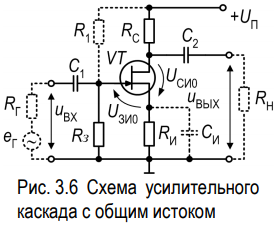 +Uп
R1
RC
C2
VT
C1
UСИ0
RГ
uВХ
uВЫХ
RН
UЗИ0
eГ
RЗ
RИ
CИ
Рис. 3.6 Схема усилительного
каскада с общим истоком